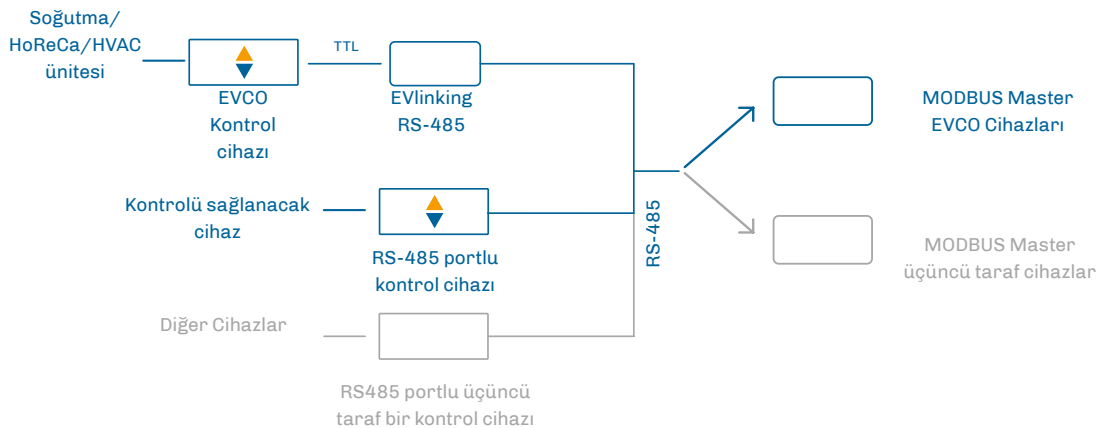 Soğutma/
HoReCa/HVAC
ünitesi
TTL
EVCO
Kontrol
cihazı
EVlinking
RS-485
MODBUS Master
EVCO Cihazları
Kontrolü sağlanacak
cihaz
RS-485 portlu
kontrol cihazı
RS-485
MODBUS Master
üçüncü taraf cihazlar
Diğer Cihazlar
RS485 portlu üçüncü
taraf bir kontrol cihazı